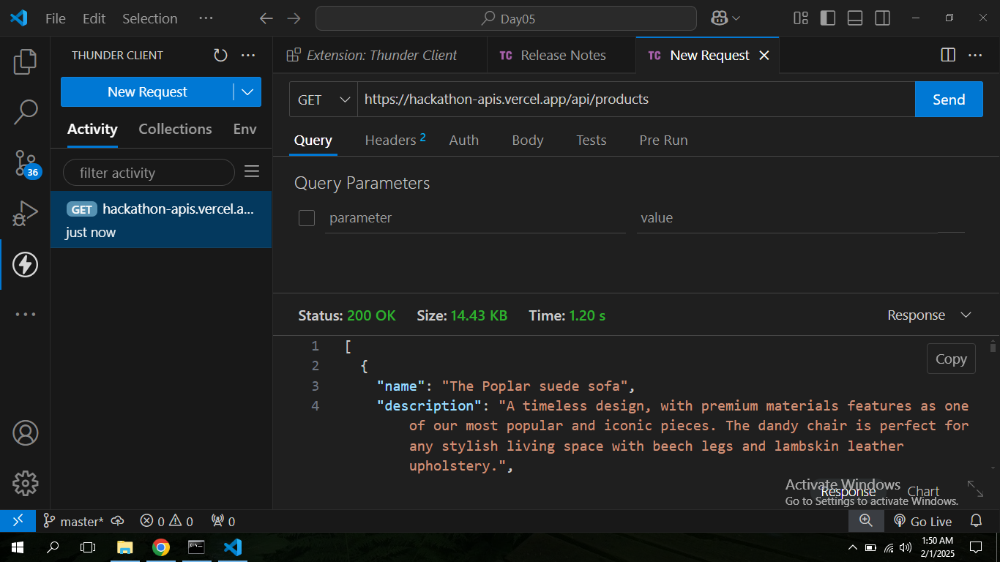 File Edit Selection ··· Day05
THUNDER CLIENT
New Request
Activity Collections Env
filter activity
GET hackathon-apis.vercel.a...
just now
36
Extension: Thunder Client TC Release Notes TC New Request
GET https://hackathon-apis.vercel.app/api/products Send
Query Headers 2 Auth Body Tests Pre Run
Query Parameters
parameter value
Status: 200 OK Size: 14.43 KB Time: 1.20 s Response
Copy
1 [
2 {
3 "name": "The Poplar suede sofa",
4 "description": "A timeless design, with premium materials features as one
of our most popular and iconic pieces. The dandy chair is perfect for
any stylish living space with beech legs and lambskin leather
upholstery.",
Response Chart
Activate Windows
Go to Settings to activate Windows.
master* 0 0 0 Go Live
1:50 AM
2/1/2025